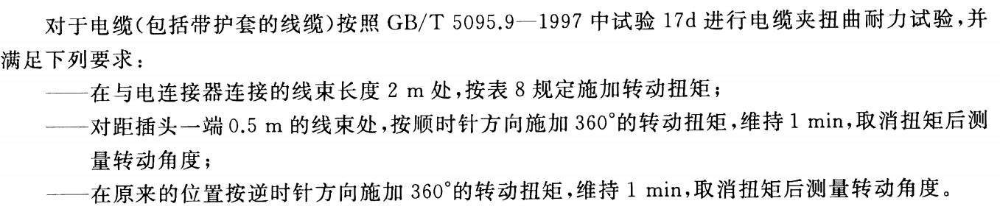 对于电缆(包括带护套的线缆)按照 GB/T 5095.9—1997 中试验 17d 进行电缆夹扭曲耐力试验,并
满足下列要求:
——在与电连接器连接的线束长度 2 m 处,按表 8 规定施加转动扭矩;
——对距插头一端 0.5 m 的线束处,按顺时针方向施加 360°的转动扭矩,维持 1 min,取消扭矩后测
量转动角度;
——在原来的位置按逆时针方向施加 360°的转动扭矩,维持 1 min,取消扭矩后测量转动角度。